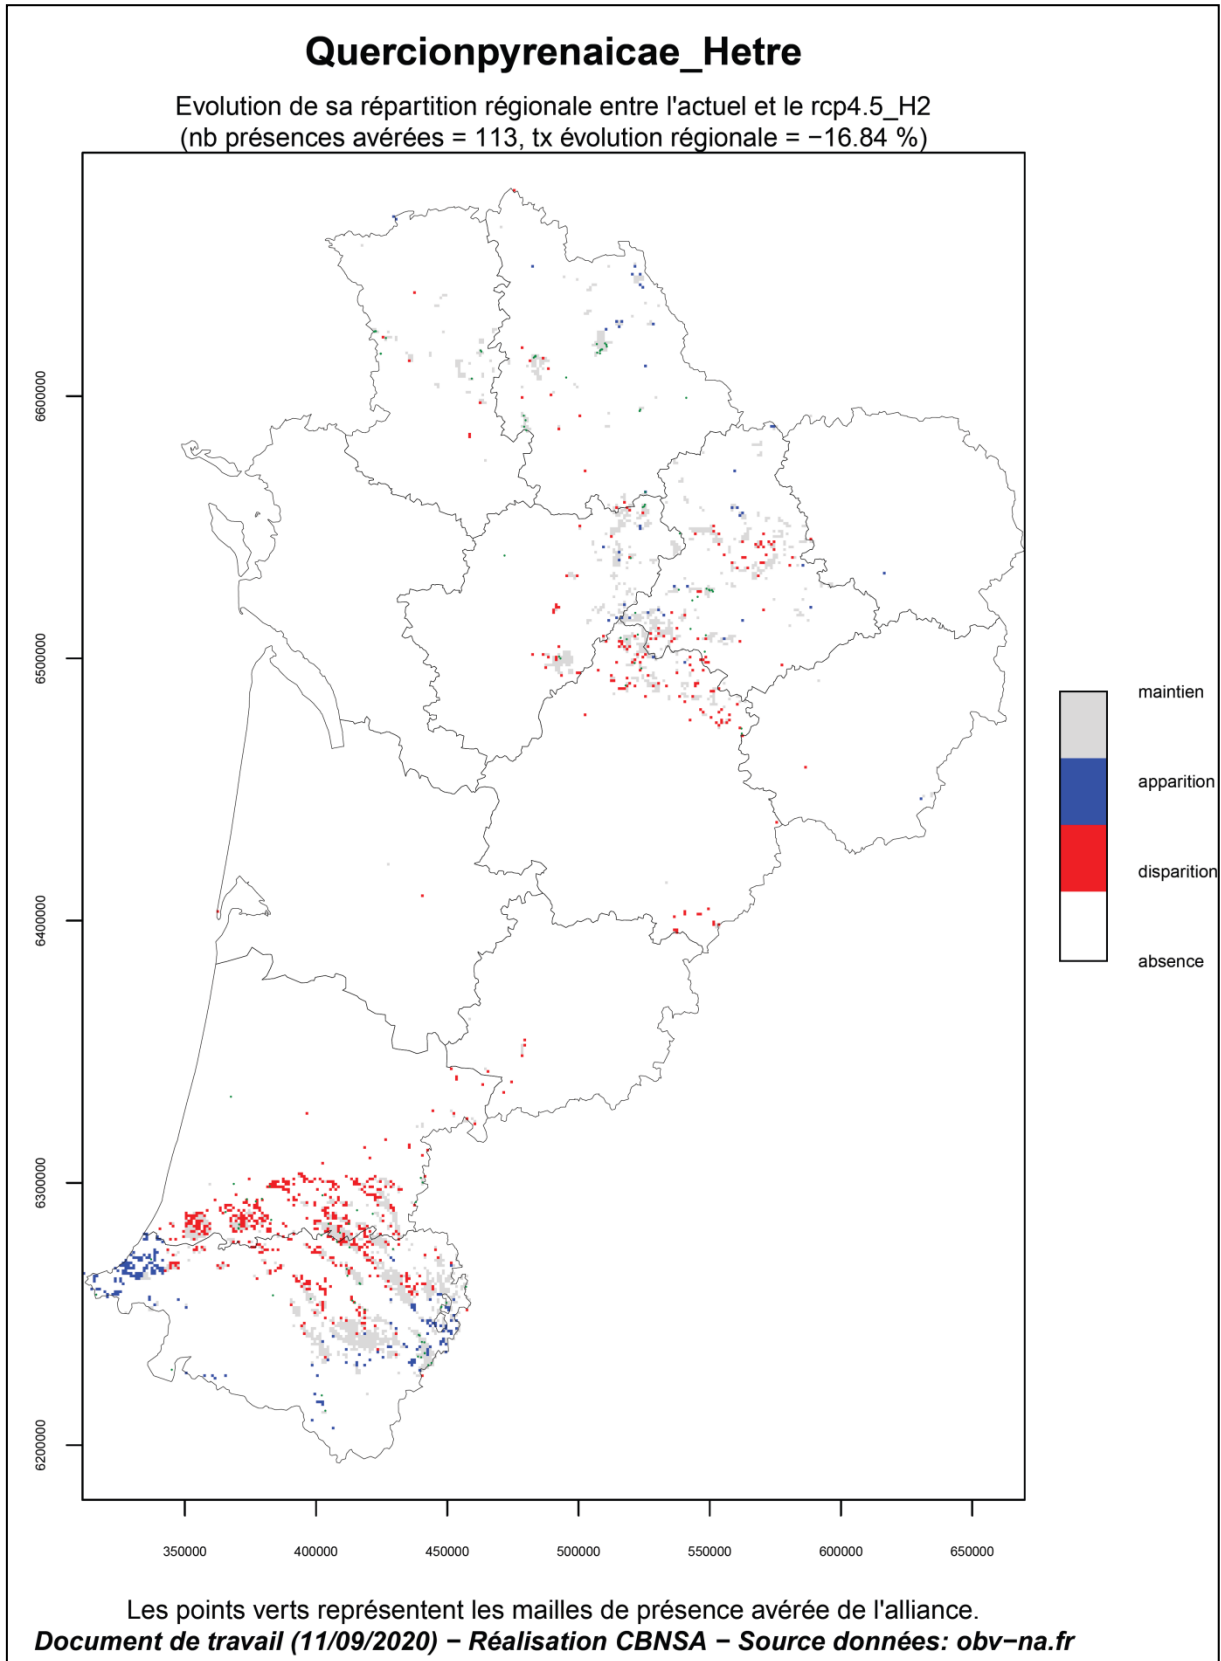 Quercionpyrenaicae_Hetre
Evolution de sa répartition régionale entre l'actuel et le rcp4.5_H2
(nb présences avérées = 113, tx évolution régionale = −16.84 %)
6600000
6500000
6400000
6300000
6200000
maintien
apparition
disparition
absence
350000 400000 450000 500000 550000 600000 650000
Les points verts représentent les mailles de présence avérée de l'alliance.
Document de travail (11/09/2020) − Réalisation CBNSA − Source données: obv−na.fr